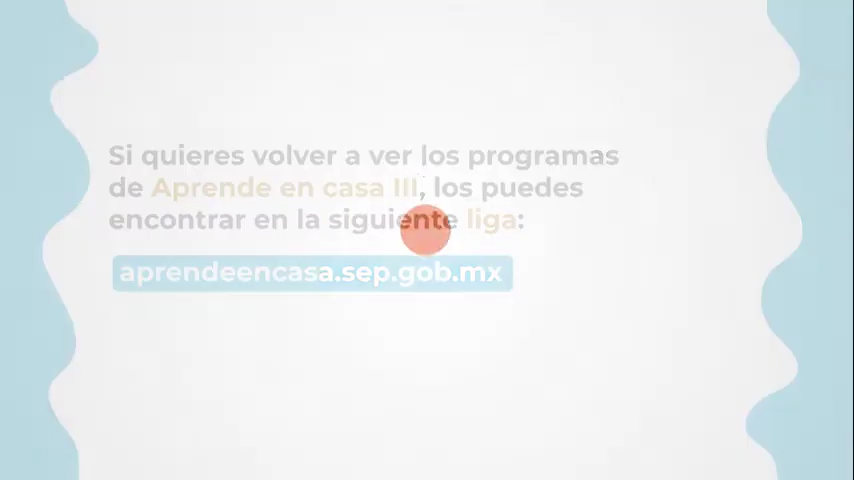 Si quieres volver a ver los programas
de Aprende en casa III, los puedes
encontrar en la siguiente liga:
aprendeencasa.sep.gob.mx